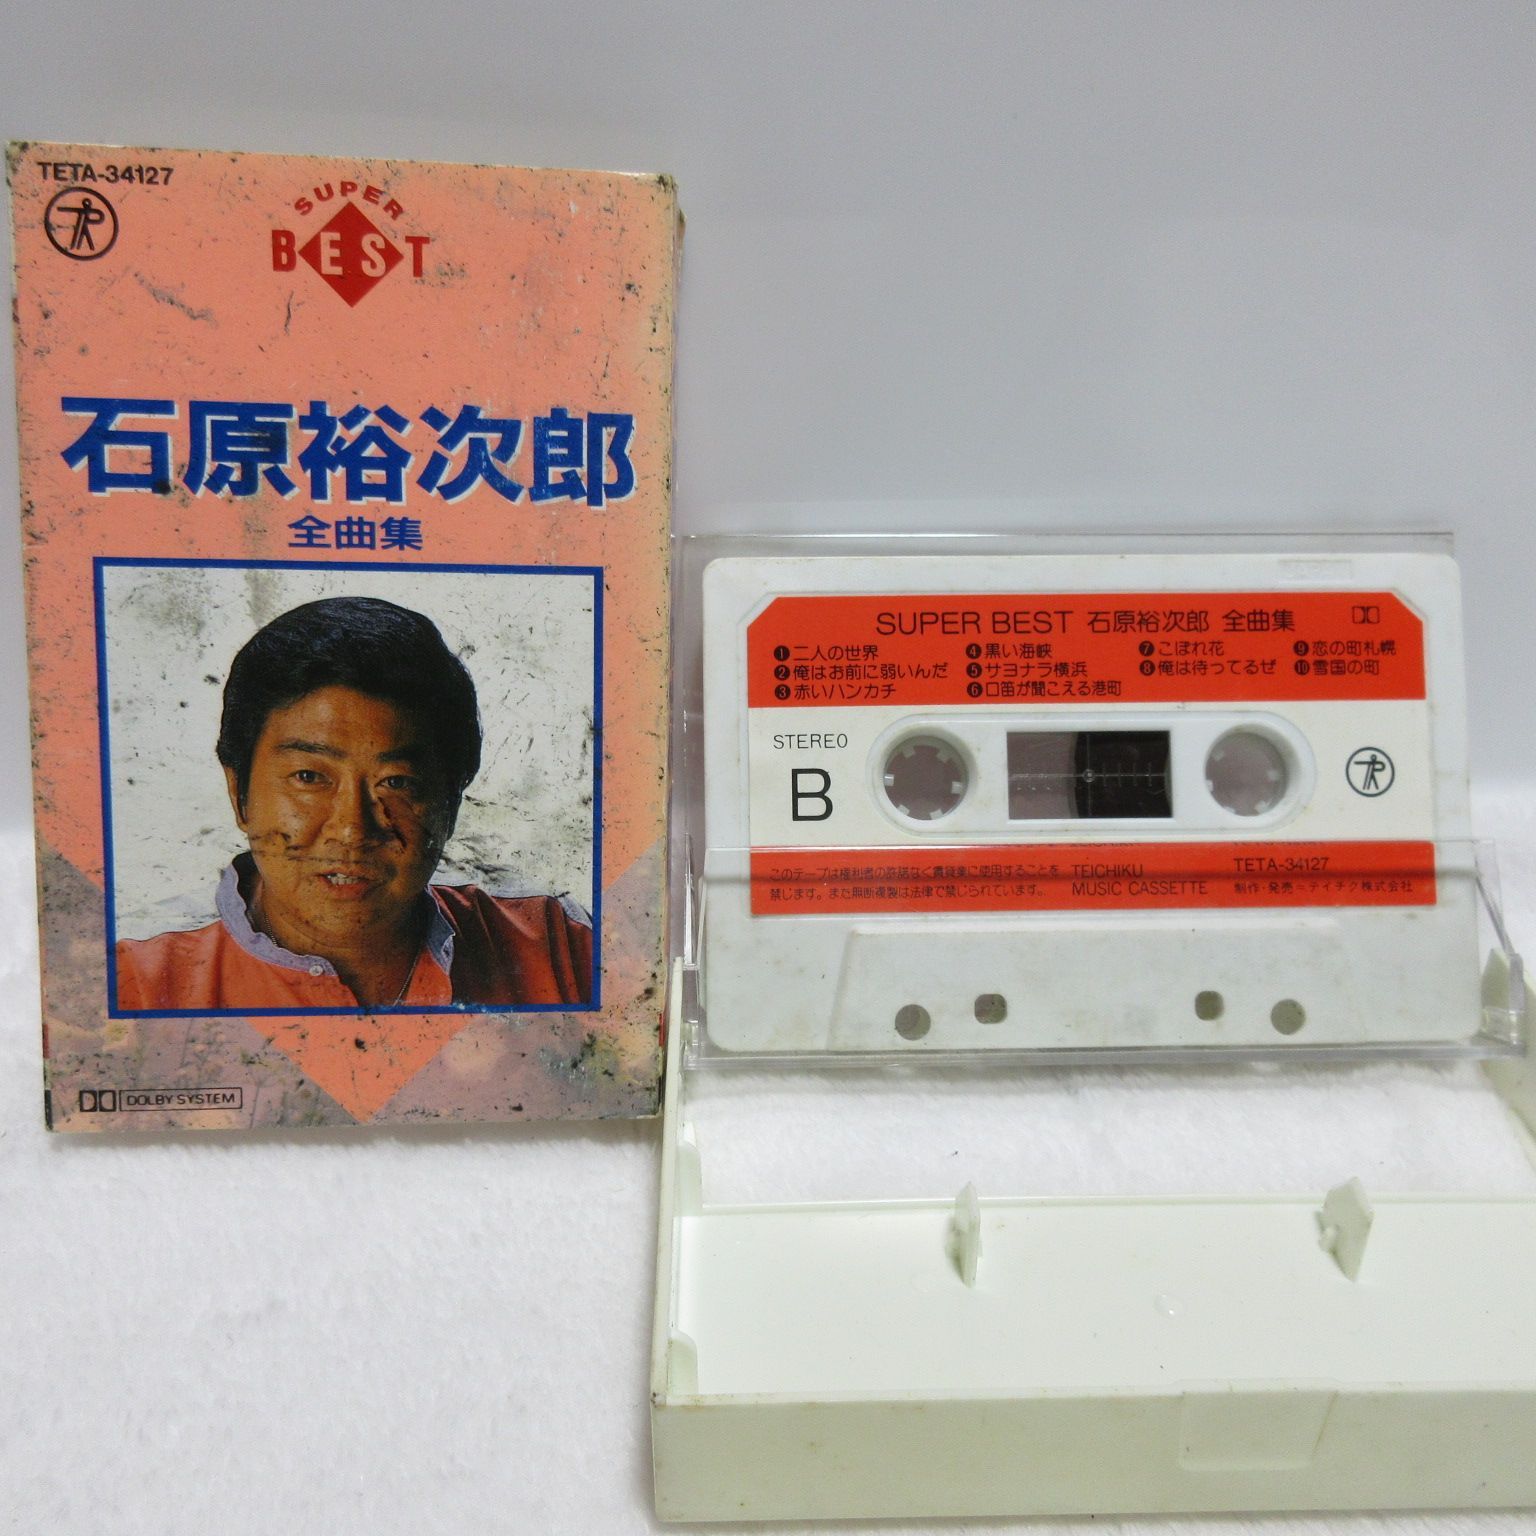 TETA-34127
SUPER
BEST
石原裕次郎
全曲集
DOLBY SYSTEM
SUPER BEST 石原裕次郎 全曲集
❶二人の世界
❷俺はお前に弱いんだ
❸赤いハンカチ
❹黒い海峡
❺サヨナラ横浜
❻口笛が聞こえる港町
❼こぼれ花
❽俺は待ってるぜ
❾恋の町札幌
❿雪国の町
STEREO
B
このテープは権利者の許諾なく賃貸業に使用することを
禁じます。また無断複製は法律で禁じられています。
TEICHIKU
MUSIC CASSETTE
TETA-34127
制作・発売=テイチク株式会社